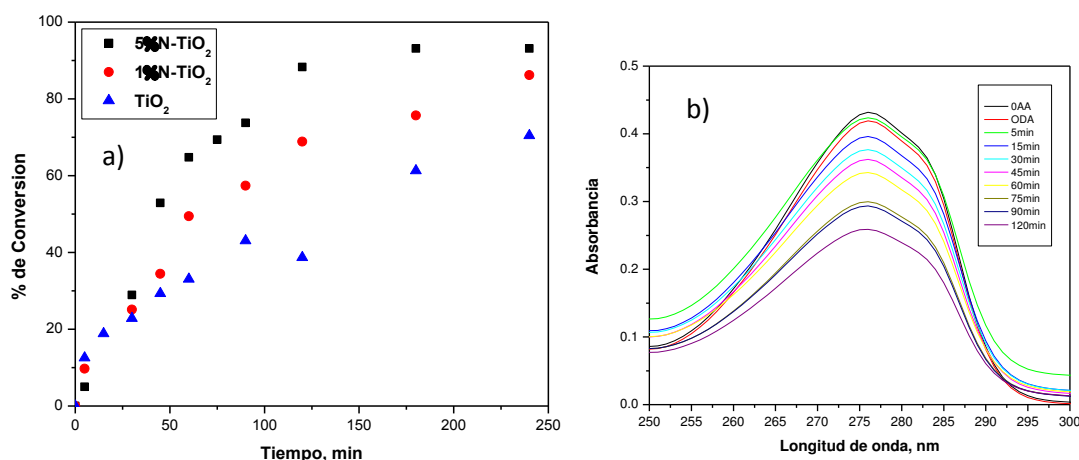 5%N-TiO2
1%N-TiO2
TiO2
a)
% de Conversion
100
80
60
40
20
0
0 50 100 150 200 250
Tiempo, min
b)
0AA
ODA
5min
15min
30min
45min
60min
75min
90min
120min
Absorbancia
0.5
0.4
0.3
0.2
0.1
0.0
250 255 260 265 270 275 280 285 290 295 300
Longitud de onda, nm